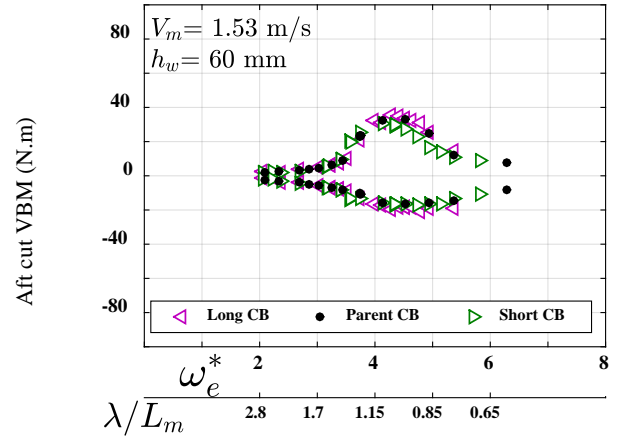 V_m= 1.53 m/s
h_w= 60 mm
80
40
0
-40
-80
Aft cut VBM (N.m)
Long CB
Parent CB
Short CB
2
4
6
8
ω_e^*
λ/L_m
2.8
1.7
1.15
0.85
0.65